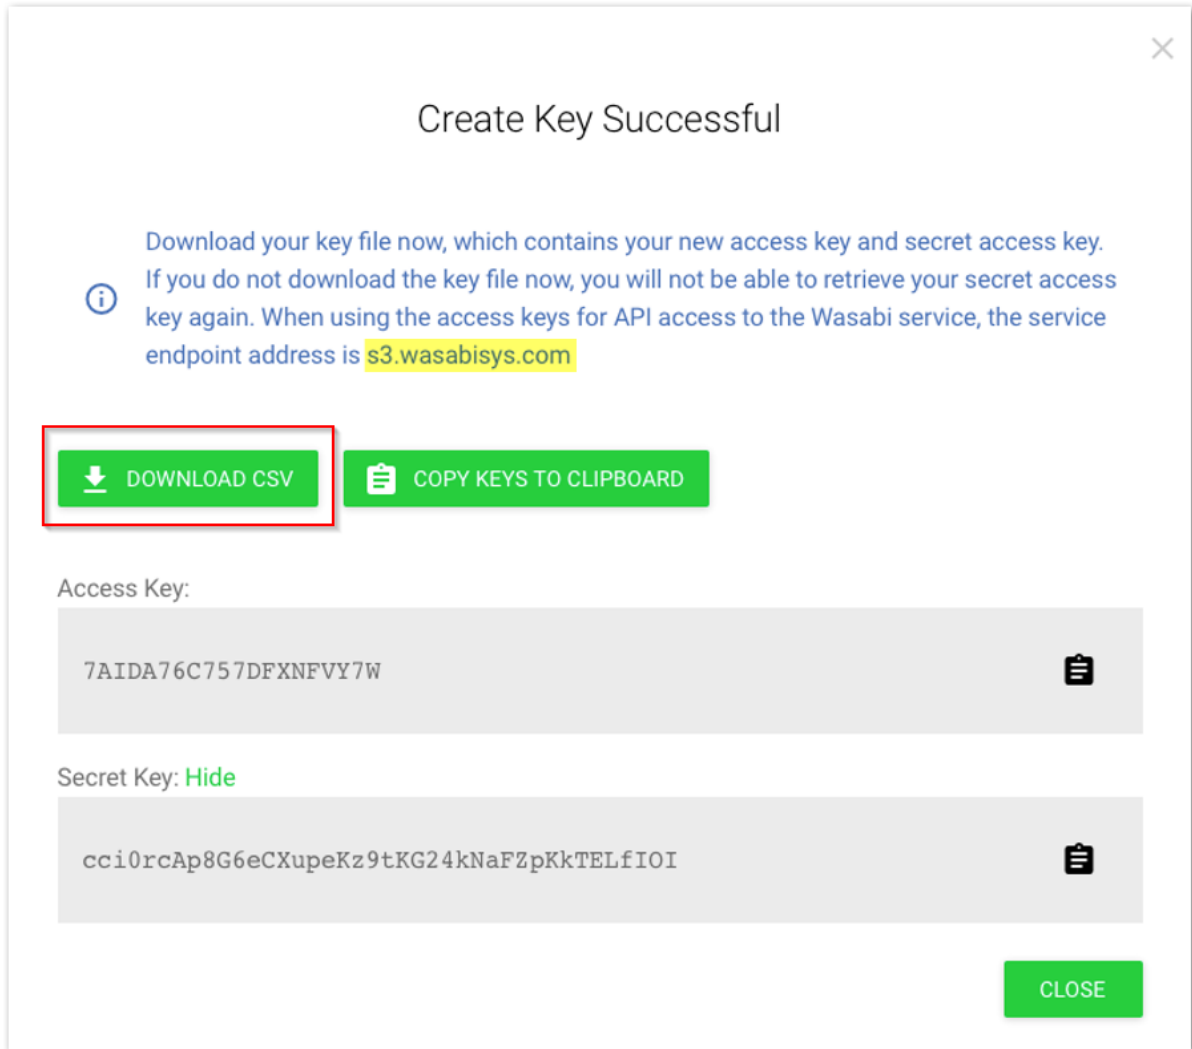 Create Key Successful
Download your key file now, which contains your new access key and secret access key.
If you do not download the key file now, you will not be able to retrieve your secret access
key again. When using the access keys for API access to the Wasabi service, the service
endpoint address is s3.wasabisys.com
DOWNLOAD CSV
COPY KEYS TO CLIPBOARD
Access Key:
7AIDA76C757DFXNFVY7W
Secret Key: Hide
cci0rcAp8G6eCXupeKz9tKG24kNaFZpKkTELfIOI
CLOSE